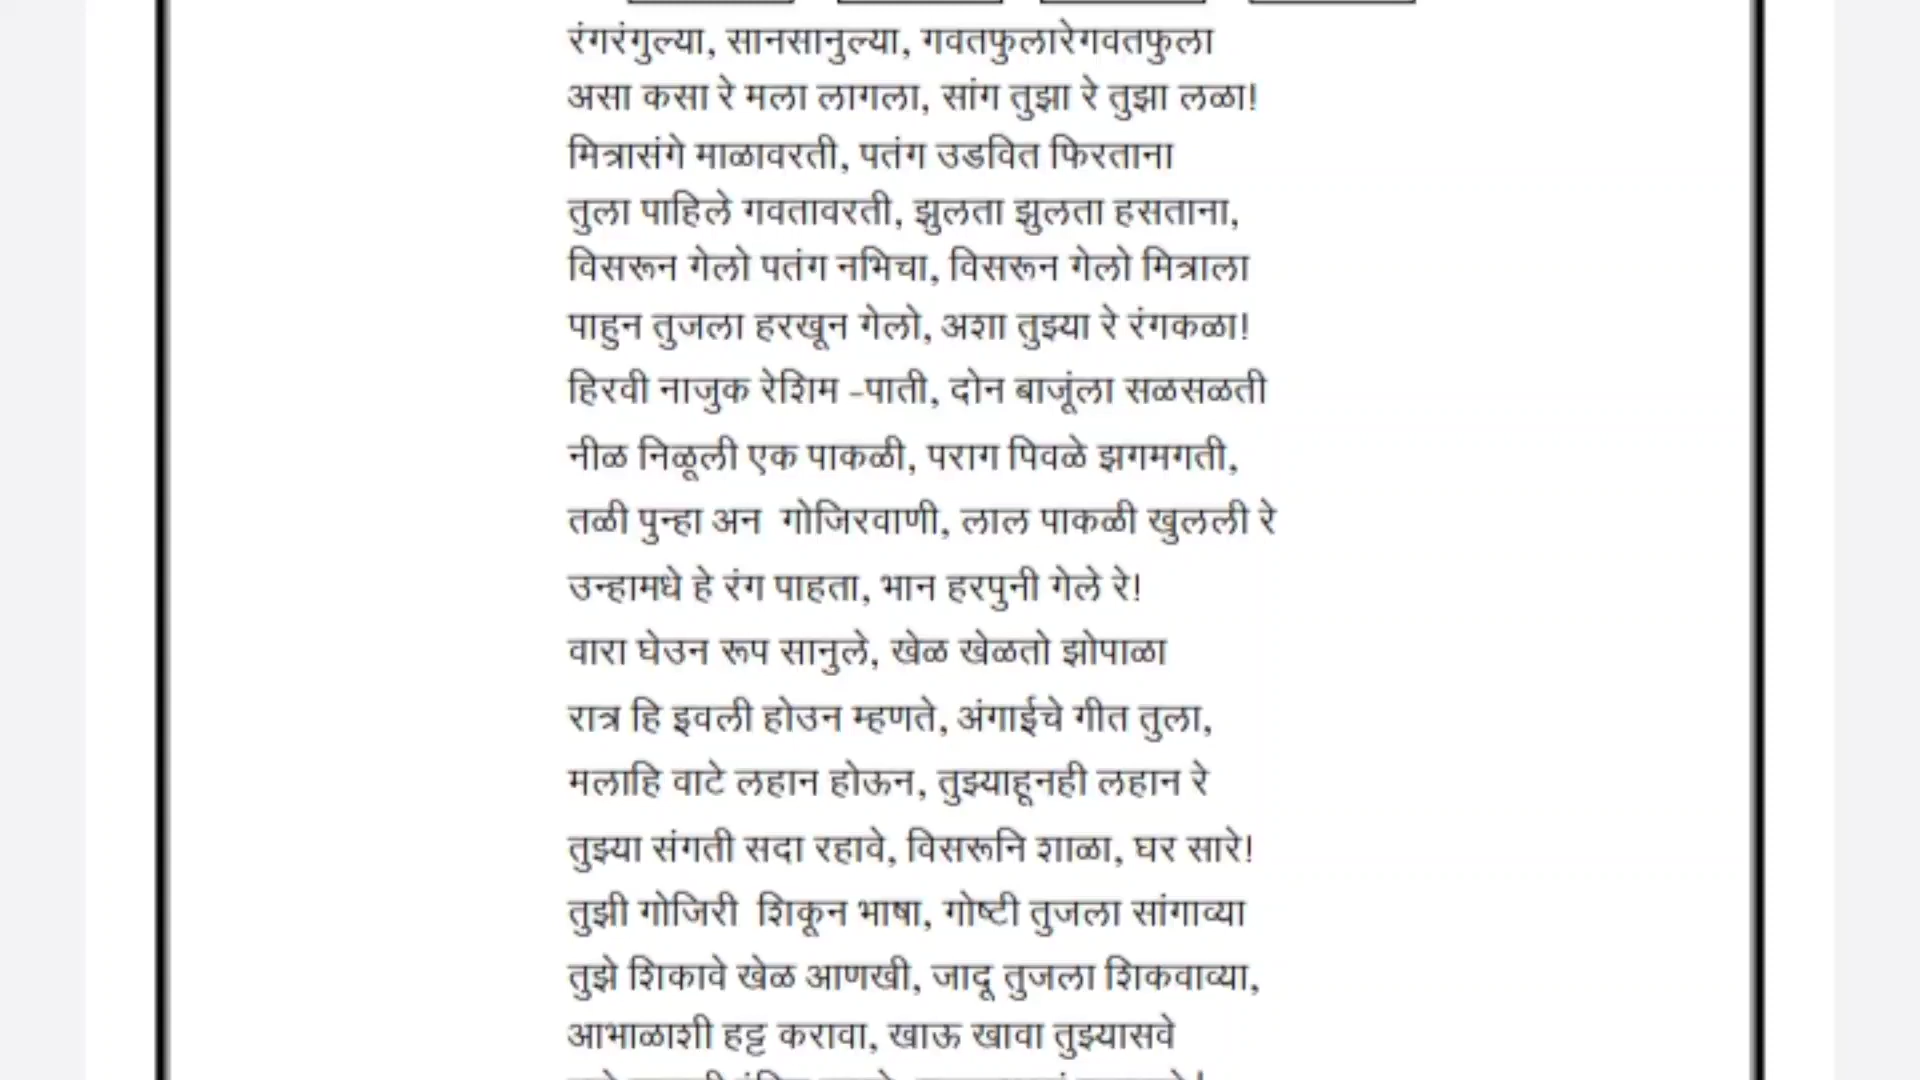 रंगरंगुल्या, सानसानुल्या, गवतफुलारेगवतफुला
असा कसा रे मला लागला, सांग तुझा रे तुझा लळा!
मित्रासंगे माळावरती, पतंग उडवित फिरताना
तुला पाहिले गवतावरती, झुलता झुलता हसताना,
विसरून गेलो पतंग नभिचा, विसरून गेलो मित्राला
पाहुन तुजला हरखून गेलो, अशा तुझ्या रे रंगकळा!
हिरवी नाजुक रेशिम -पाती, दोन बाजूंला सळसळती
नीळ निळूली एक पाकळी, पराग पिवळे झगमगती,
तळी पुन्हा अन  गोजिरवाणी, लाल पाकळी खुलली रे
उन्हामधे हे रंग पाहता, भान हरपुनी गेले रे!
वारा घेउन रूप सानुले, खेळ खेळतो झोपाळा
रात्र हि इवली होउन म्हणते, अंगाईचे गीत तुला,
मलाहि वाटे लहान होऊन, तुझ्याहूनही लहान रे
तुझ्या संगती सदा रहावे, विसरूनि शाळा, घर सारे!
तुझी गोजिरी  शिकून भाषा, गोष्टी तुजला सांगाव्या
तुझे शिकावे खेळ आणखी, जादू तुजला शिकवाव्या,
आभाळाशी हट्ट करावा, खाऊ खावा तुझ्यासवे